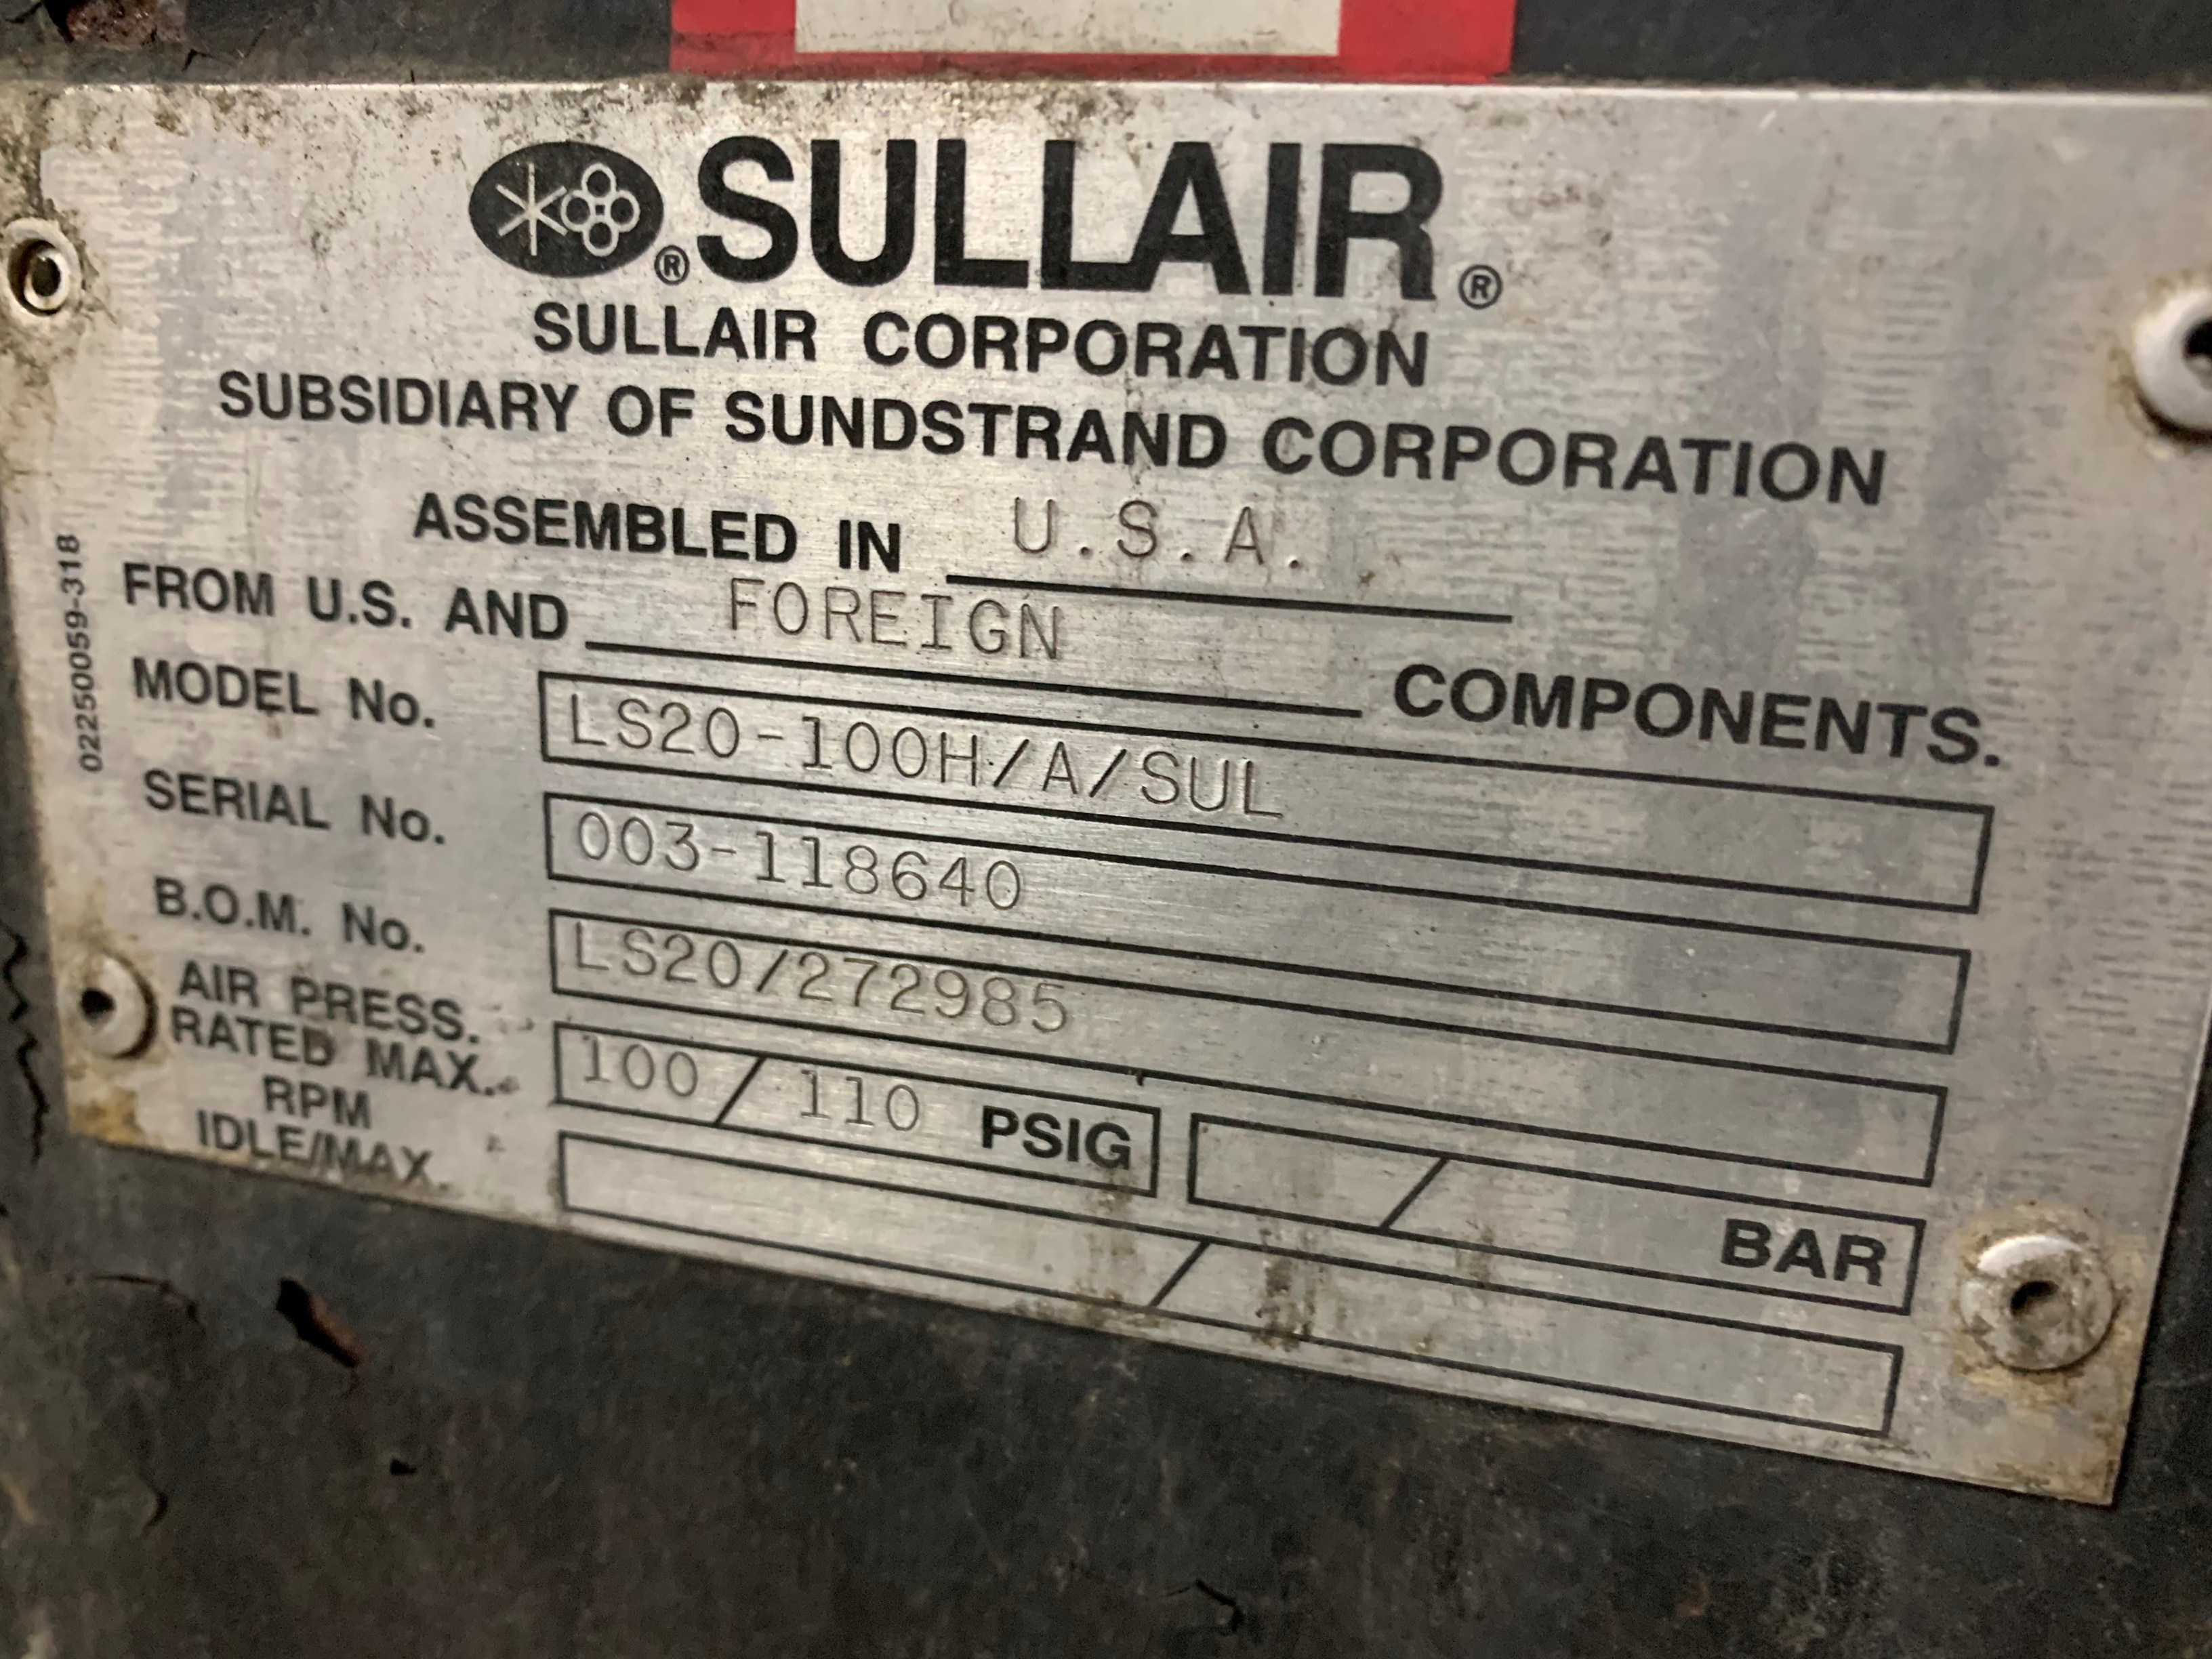 ® SULLAIR ®
SULLAIR CORPORATION
SUBSIDIARY OF SUNDSTRAND CORPORATION
ASSEMBLED IN U.S.A.
FROM U.S. AND FOREIGN COMPONENTS.
MODEL No. LS20-100H/A/SUL
SERIAL No. 003-118640
B.O.M. No. LS20/272985
AIR PRESS.
RATED MAX. 100 / 110 PSIG / BAR
RPM
IDLE/MAX. /
02250059-318